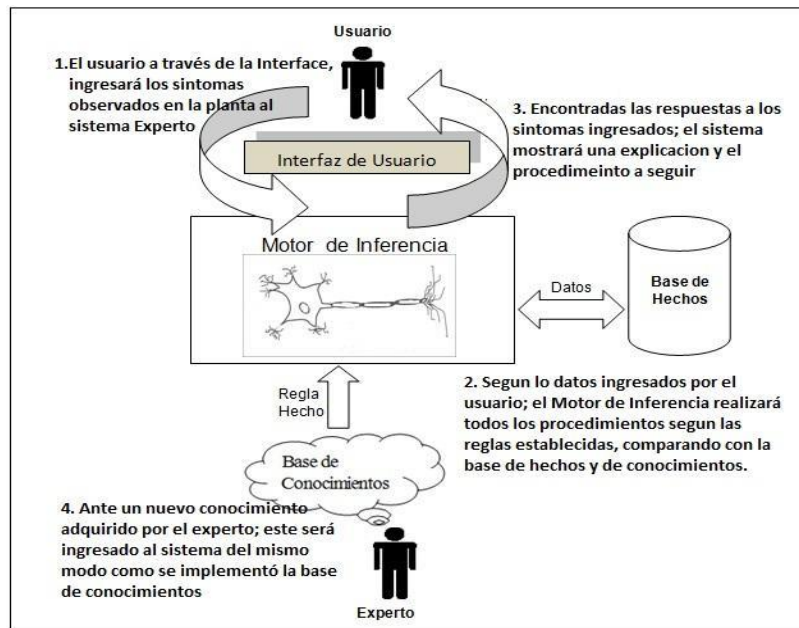 Usuario
1.El usuario a través de la Interface,
ingresará los sintomas
observados en la planta al
sistema Experto
3. Encontradas las respuestas a los
sintomas ingresados; el sistema
mostrará una explicacion y el
procedimeinto a seguir
Interfaz de Usuario
Motor de Inferencia
Datos
Base de
Hechos
2. Segun lo datos ingresados por el
usuario; el Motor de Inferencia realizará
todos los procedimientos segun las
reglas establecidas, comparando con la
base de hechos y de conocimientos.
Regla
Hecho
Base de
Conocimientos
4. Ante un nuevo conocimiento
adquirido por el experto; este será
ingresado al sistema del mismo
modo como se implementó la base
de conocimientos
Experto